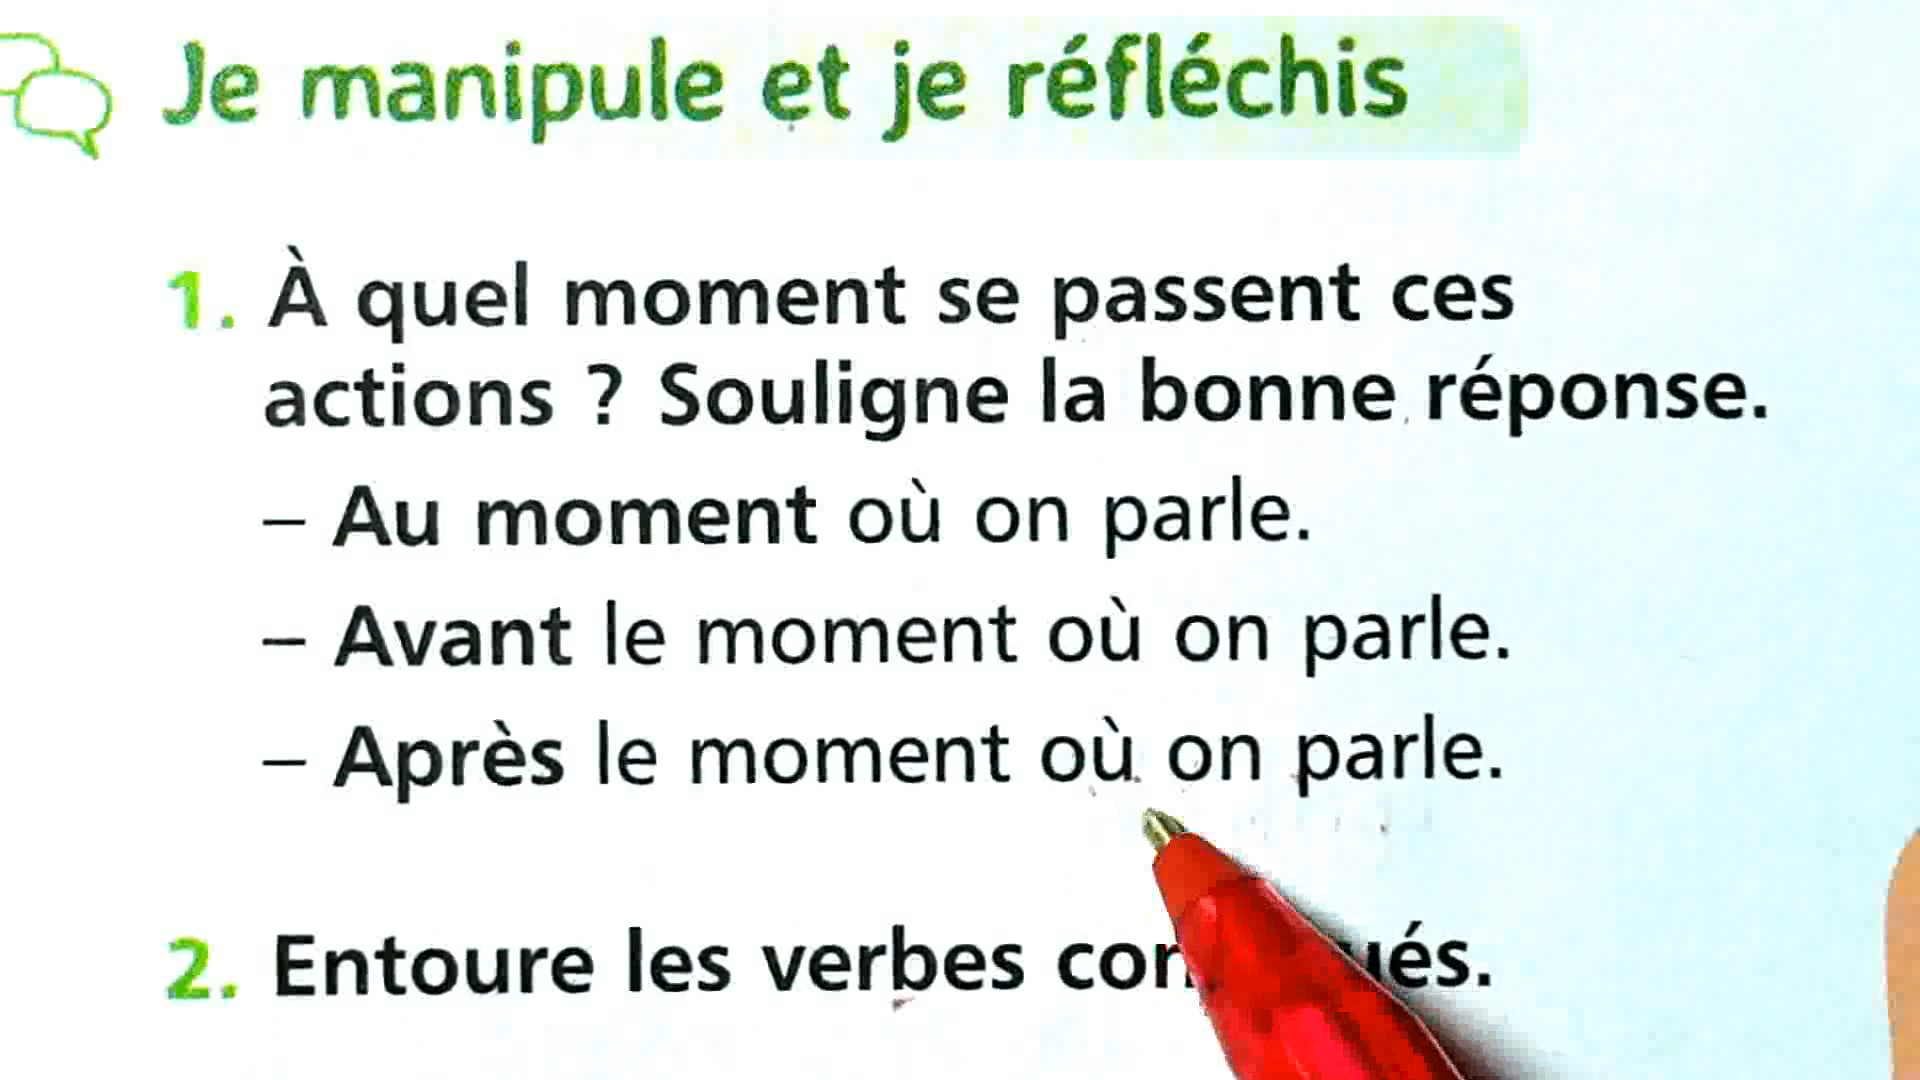 Je manipule et je réfléchis
1. À quel moment se passent ces
actions ? Souligne la bonne réponse.
– Au moment où on parle.
– Avant le moment où on parle.
– Après le moment où on parle.
2. Entoure les verbes